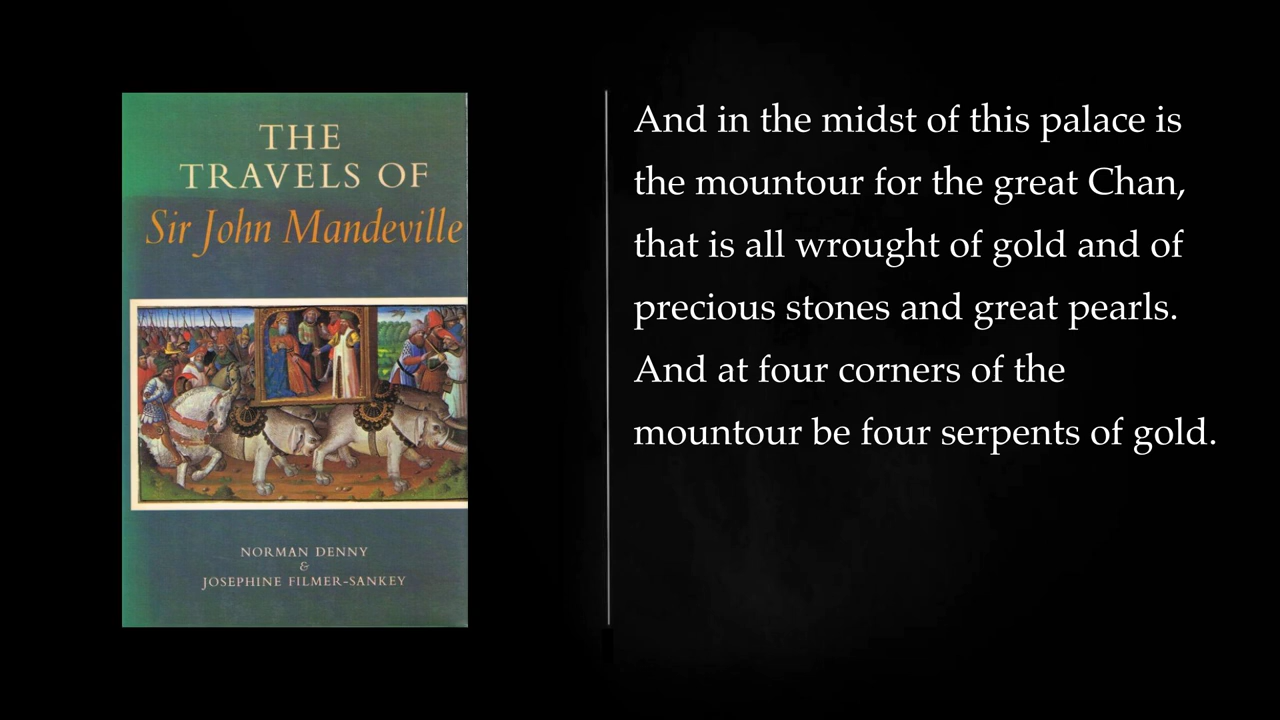 THE
TRAVELS OF
Sir John Mandeville
NORMAN DENNY
&
JOSEPHINE FILMER-SANKEY
And in the midst of this palace is
the mountour for the great Chan,
that is all wrought of gold and of
precious stones and great pearls.
And at four corners of the
mountour be four serpents of gold.